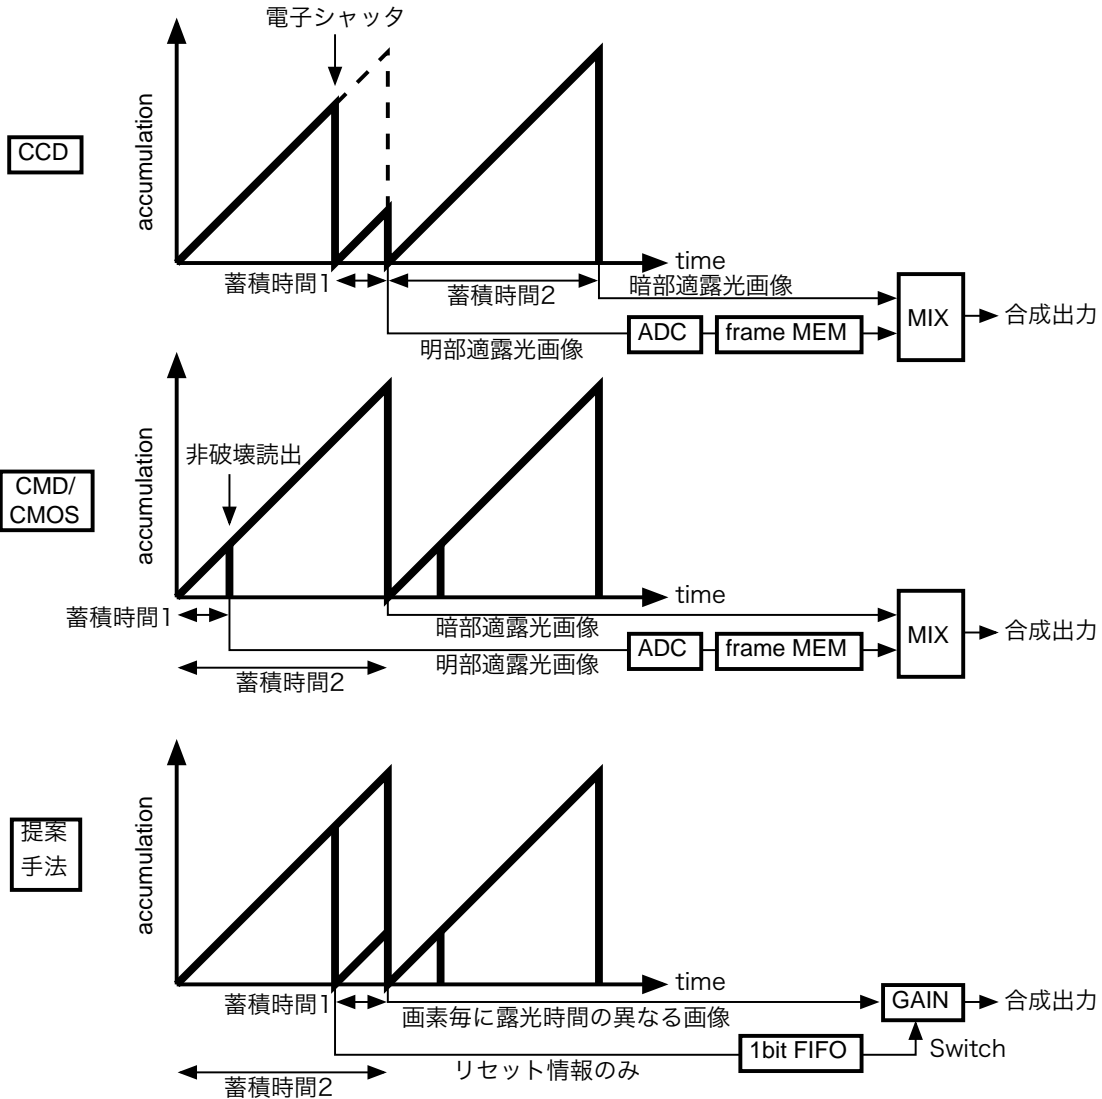 電子シャッタ
accumulation
CCD
time
蓄積時間1
蓄積時間2
暗部適露光画像
明部適露光画像
ADC
frame MEM
MIX
合成出力
非破壊読出
accumulation
CMD/
CMOS
time
蓄積時間1
暗部適露光画像
明部適露光画像
蓄積時間2
ADC
frame MEM
MIX
合成出力
提案
手法
accumulation
time
蓄積時間1
画素毎に露光時間の異なる画像
GAIN
合成出力
1bit FIFO
Switch
リセット情報のみ
蓄積時間2